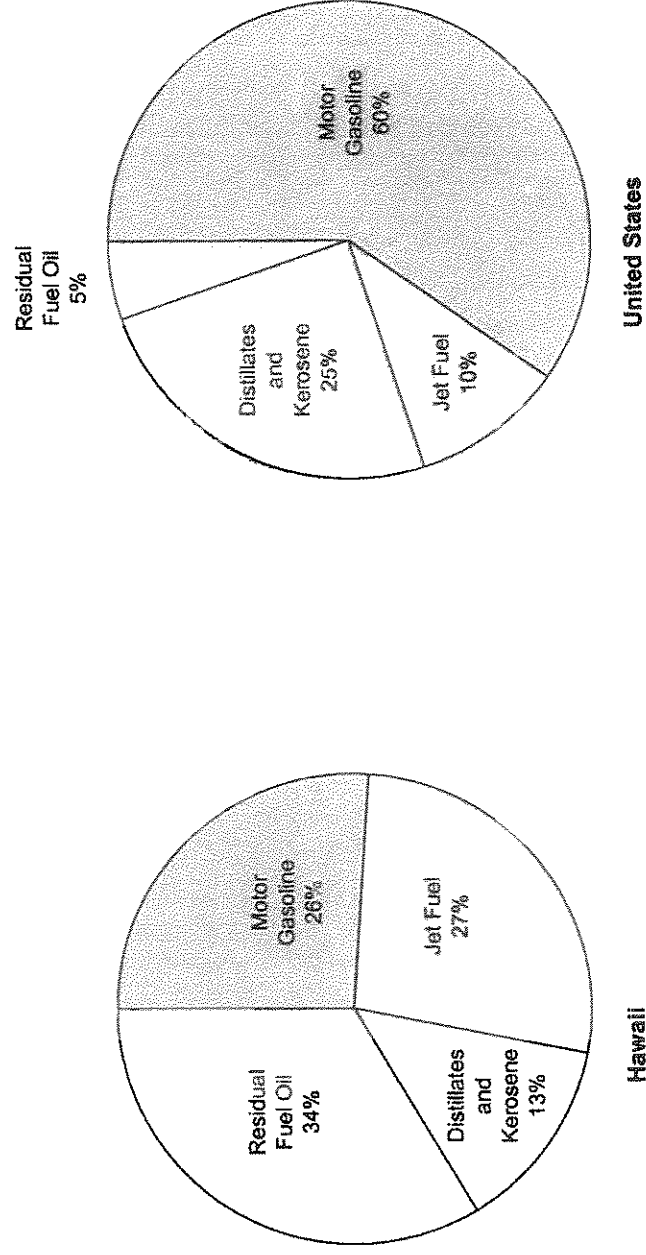 Residual
Fuel Oil
34%
Motor
Gasoline
26%
Distillates
and
Kerosene
13%
Jet Fuel
27%
Hawaii
Residual
Fuel Oil
5%
Motor
Gasoline
60%
Distillates
and
Kerosene
25%
Jet Fuel
10%
United States